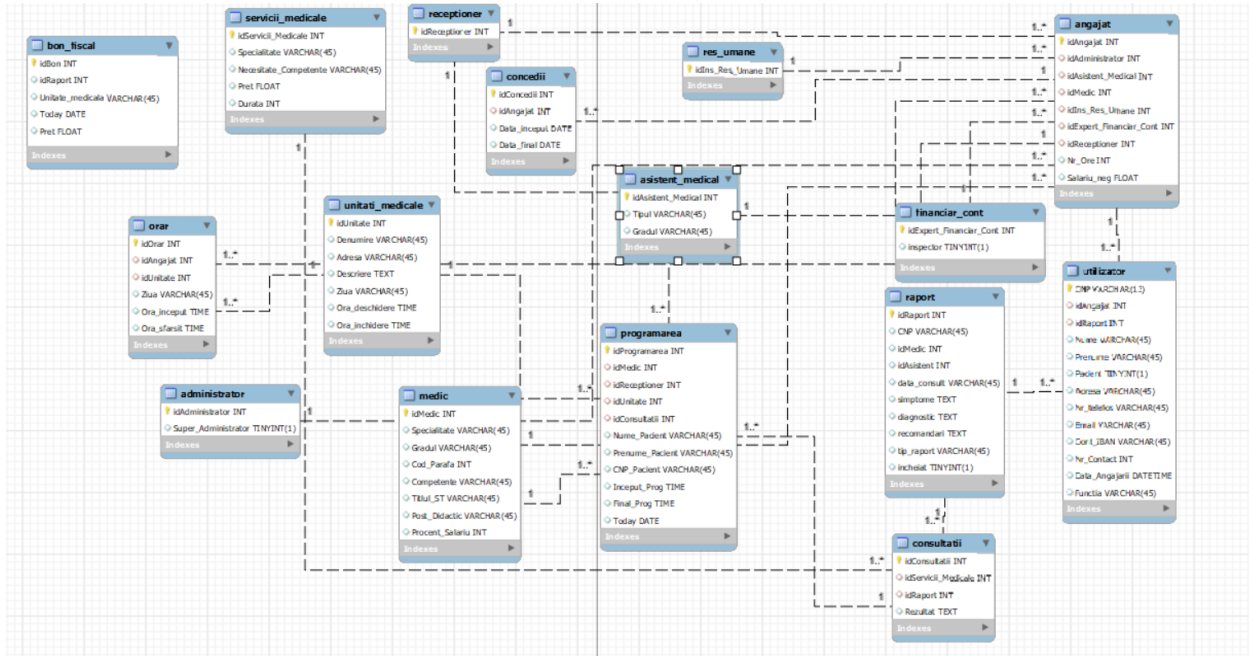 bon_fiscal
idBon INT
idRaport INT
Unitate_medicala VARCHAR(45)
Today DATE
Pret FLOAT
Indexes
servicii_medicale
idServicii_Medicale INT
Specialitate VARCHAR(45)
Necesitate_Competente VARCHAR(45)
Pret FLOAT
Durata INT
Indexes
receptioner
idReceptioner INT
Indexes
concedii
idConcedii INT
idAngajat INT
Data_inceput DATE
Data_final DATE
Indexes
res_umane
idIns_Res_Umane INT
Indexes
angajat
idAngajat INT
idAdministrator INT
idAsistent_Medical INT
idMedic INT
idIns_Res_Umane INT
idExpert_Financiar_Cont INT
idReceptioner INT
Nr_Ore INT
Salariu_neg FLOAT
Indexes
asistent_medical
idAsistent_Medical INT
Tipul VARCHAR(45)
Gradul VARCHAR(45)
Indexes
financiar_cont
idExpert_Financiar_Cont INT
inspector TINYINT(1)
Indexes
orar
idOrar INT
idAngajat INT
idUnitate INT
Ziua VARCHAR(45)
Ora_inceput TIME
Ora_sfarsit TIME
Indexes
unitati_medicale
idUnitate INT
Denumire VARCHAR(45)
Adresa VARCHAR(45)
Descriere TEXT
Ziua VARCHAR(45)
Ora_deschidere TIME
Ora_inchidere TIME
Indexes
utilizator
CNP VARCHAR(13)
idAngajat INT
idRaport INT
Nume VARCHAR(45)
Prenume VARCHAR(45)
Pacient TINYINT(1)
Adresa VARCHAR(45)
Nr_telefon VARCHAR(45)
Email VARCHAR(45)
Cont_IBAN VARCHAR(45)
Nr_Contact INT
Data_Angajarii DATETIME
Functia VARCHAR(45)
Indexes
raport
idRaport INT
CNP VARCHAR(45)
idMedic INT
idAsistent INT
data_consult VARCHAR(45)
simptome TEXT
diagnostic TEXT
recomandari TEXT
tip_raport VARCHAR(45)
incheiat TINYINT(1)
Indexes
programarea
idProgramarea INT
idMedic INT
idReceptioner INT
idUnitate INT
idConsultatii INT
Nume_Pacient VARCHAR(45)
Prenume_Pacient VARCHAR(45)
CNP_Pacient VARCHAR(45)
Inceput_Prog TIME
Final_Prog TIME
Today DATE
Indexes
administrator
idAdministrator INT
Super_Administrator TINYINT(1)
Indexes
medic
idMedic INT
Specialitate VARCHAR(45)
Gradul VARCHAR(45)
Cod_Parafa INT
Competente VARCHAR(45)
Titlul_ST VARCHAR(45)
Post_Didactic VARCHAR(45)
Procent_Salariu INT
Indexes
consultatii
idConsultatii INT
idServicii_Medicale INT
idRaport INT
Rezultat TEXT
Indexes